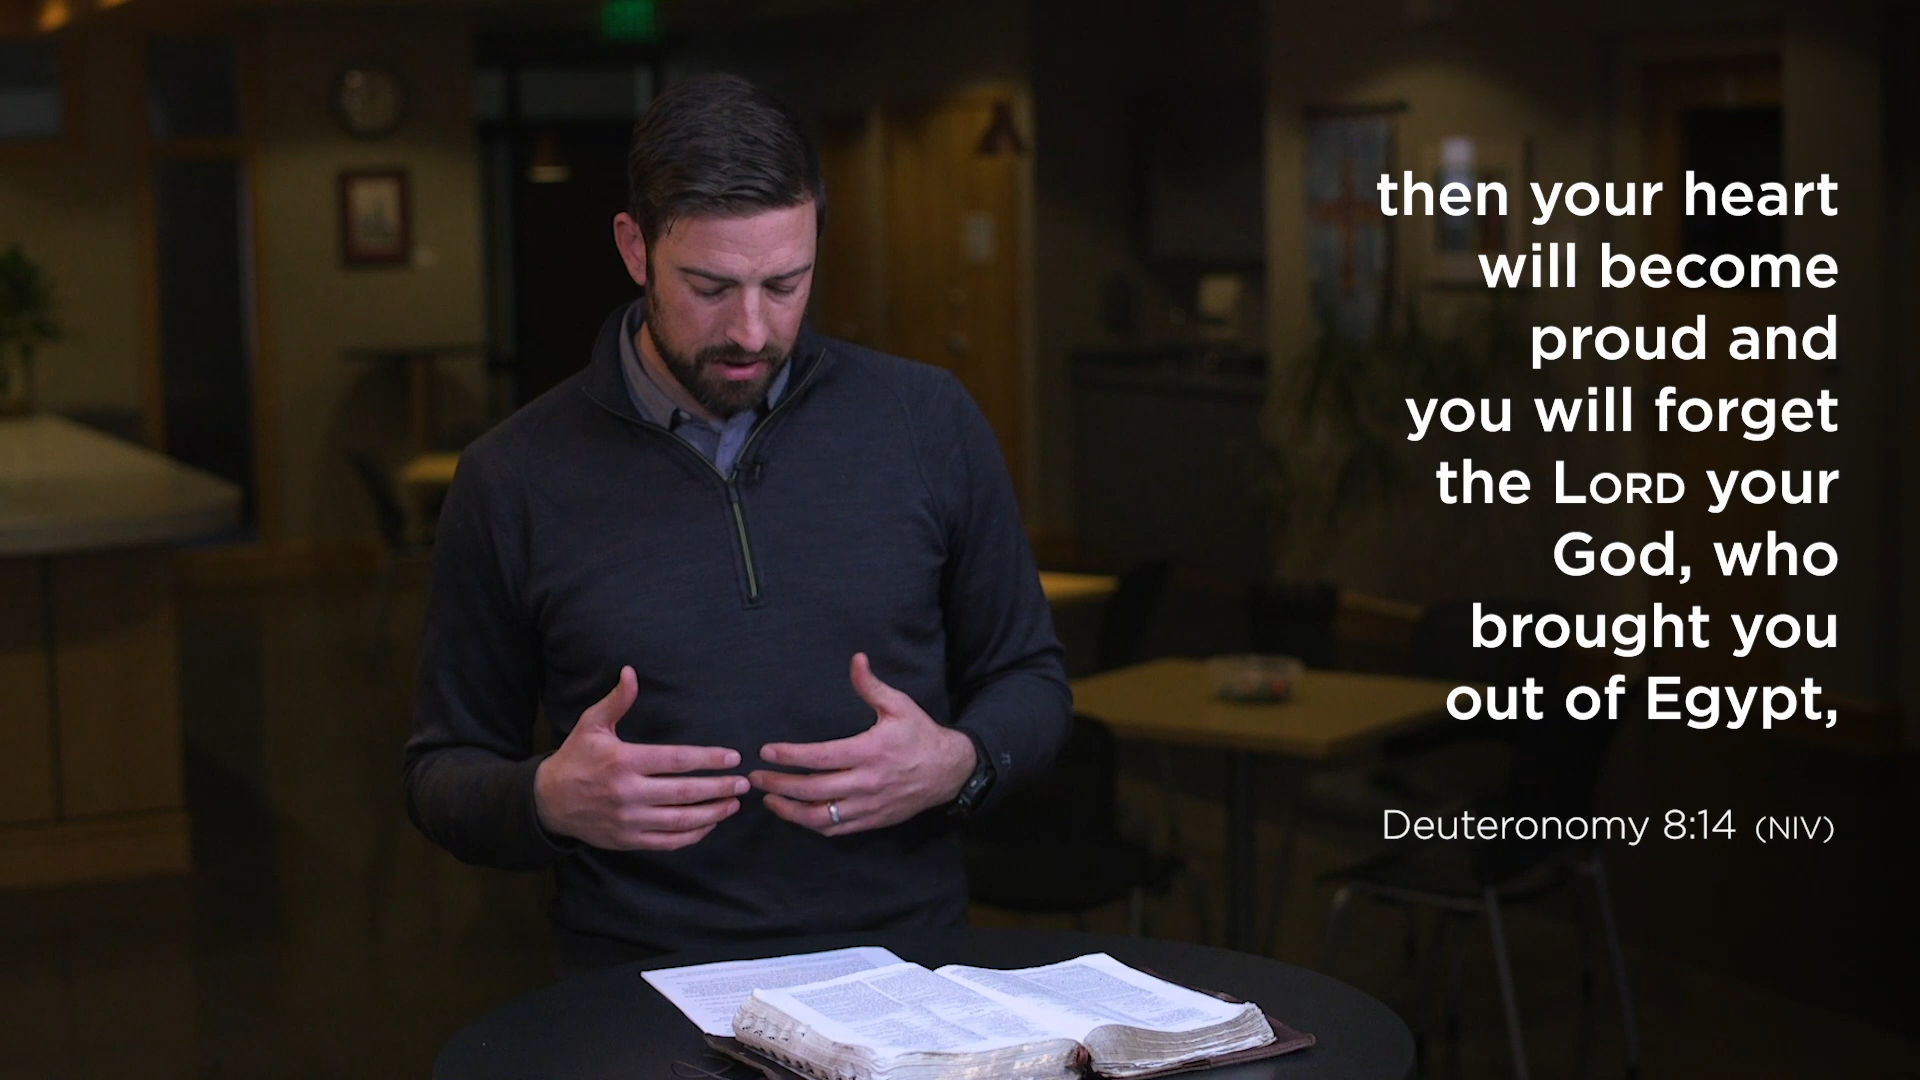 then your heart
will become
proud and
you will forget
the LORD your
God, who
brought you
out of Egypt,
Deuteronomy 8:14 (NIV)